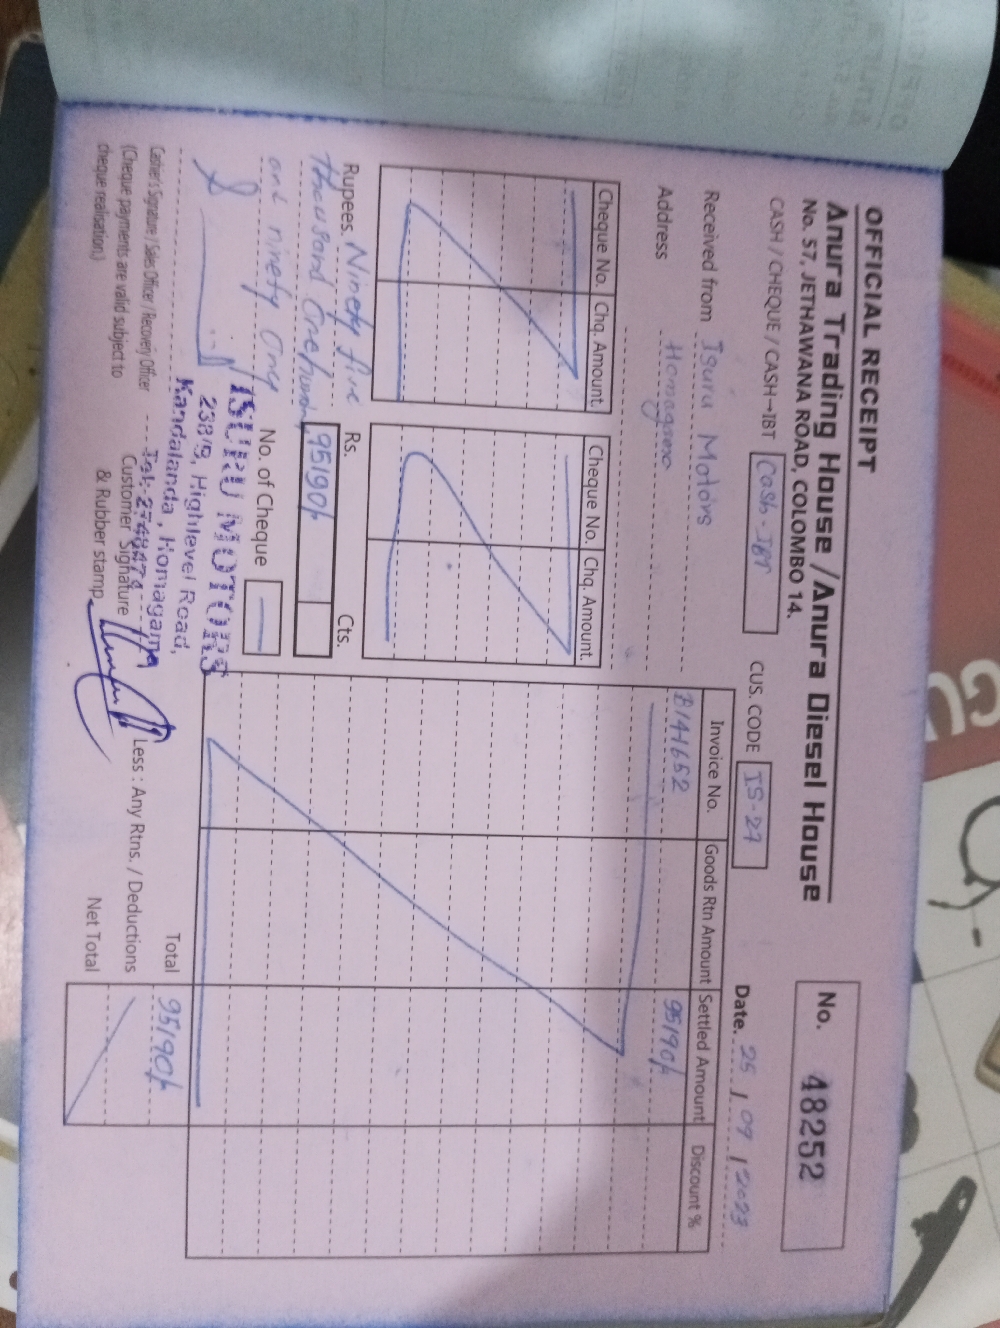 OFFICIAL RECEIPT
Anura Trading House / Anura Diesel House
No. 57, JETHAWANA ROAD, COLOMBO 14.
No. 48252
CASH / CHEQUE / CASH→IBT Cash - IBT
CUS. CODE IS-27
Date. 25 / 09 / 2023
Received from Isuru Motors
Address Homagama
Cheque No. Chq. Amount.
Cheque No. Chq. Amount.
Invoice No. Goods Rtn Amount Settled Amount Discount %
B141652 95190/-
Rupees. Ninety five
thousand One hundred
and ninety Only
Rs. Cts.
95190/-
No. of Cheque
ISURU MOTORS
238/9, Highlevel Road,
Kandalanda, Homagama
Cashier's Signature / Sales Officer / Recovery Officer
(Cheque payments are valid subject to
cheque realisation.)
Customer Signature
& Rubber stamp
Total 95190/-
Less : Any Rtns. / Deductions
Net Total